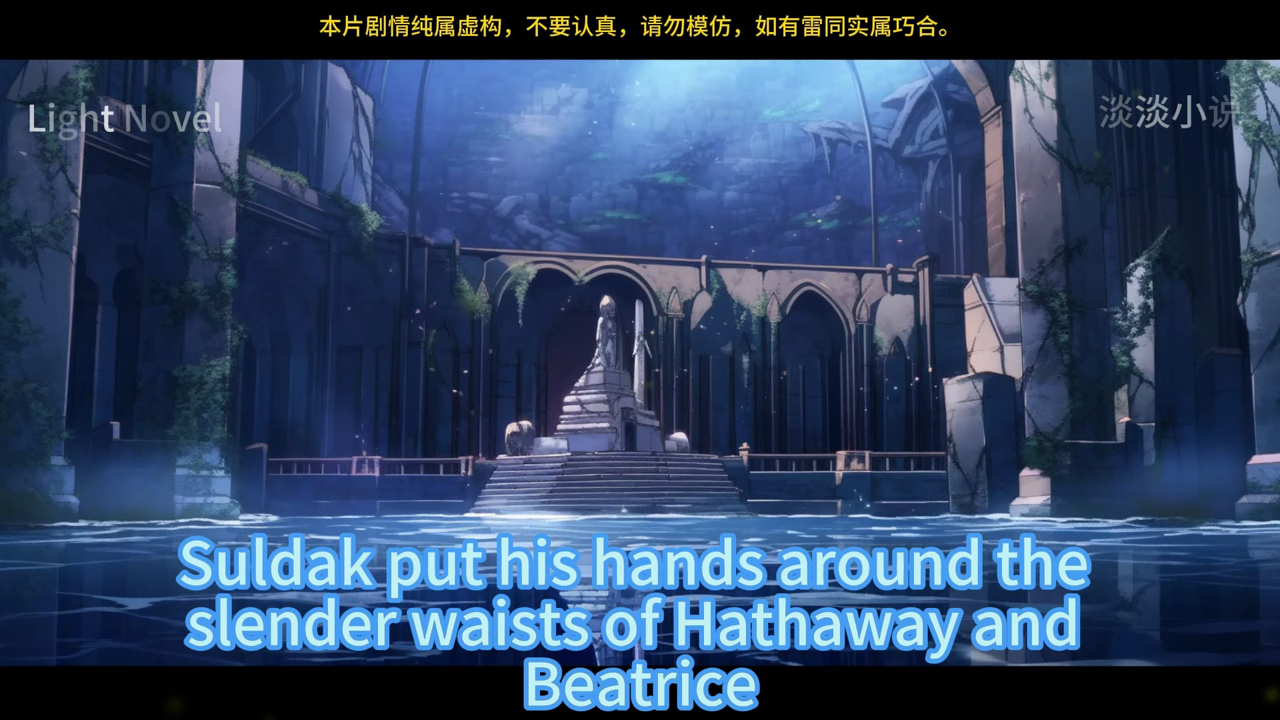 本片剧情纯属虚构，不要认真，请勿模仿，如有雷同实属巧合。
Light Novel
淡淡小说
Suldak put his hands around the
slender waists of Hathaway and
Beatrice